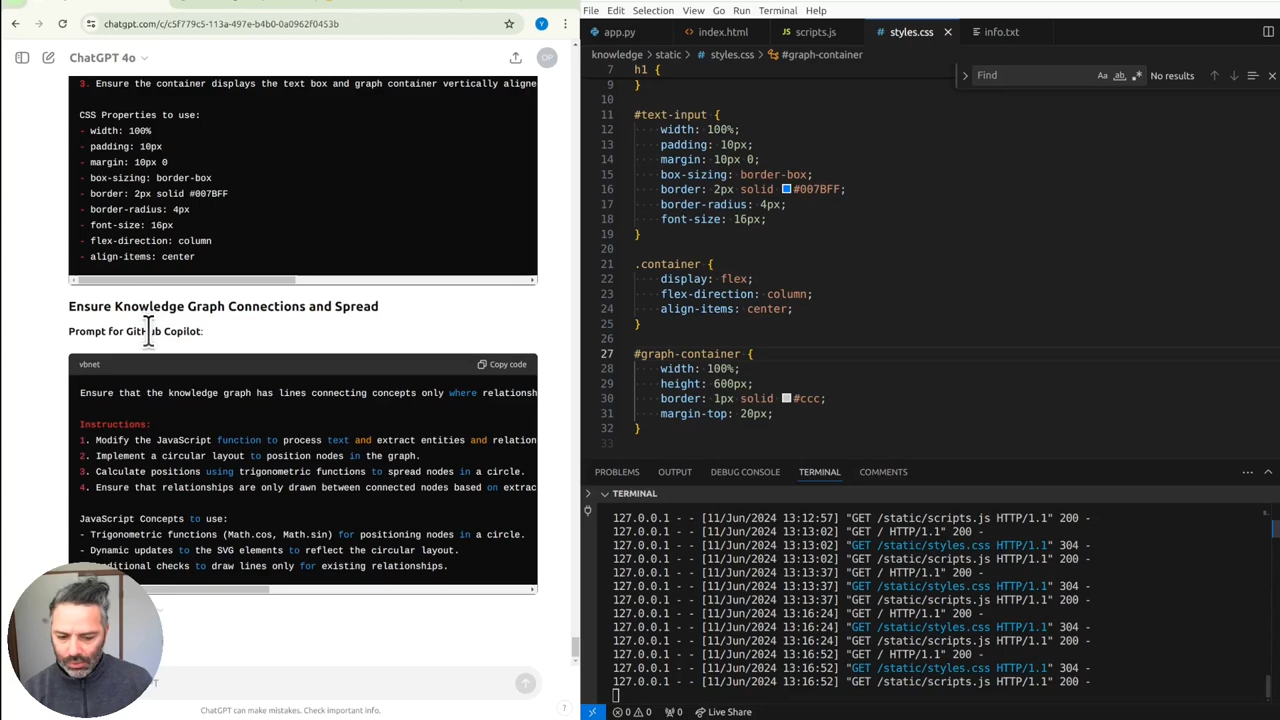 chatgpt.com/c/c5f779c5-113a-497e-b4b0-0a0962f0453b
Y
ChatGPT 4o
OP
3. Ensure the container displays the text box and graph container vertically aligne
CSS Properties to use:
- width: 100%
- padding: 10px
- margin: 10px 0
- box-sizing: border-box
- border: 2px solid #007BFF
- border-radius: 4px
- font-size: 16px
- flex-direction: column
- align-items: center
Ensure Knowledge Graph Connections and Spread
Prompt for GitHub Copilot:
vbnet
Copy code
Ensure that the knowledge graph has lines connecting concepts only where relationsh
Instructions:
1. Modify the JavaScript function to process text and extract entities and relation
2. Implement a circular layout to position nodes in the graph.
3. Calculate positions using trigonometric functions to spread nodes in a circle.
4. Ensure that relationships are only drawn between connected nodes based on extrac
JavaScript Concepts to use:
- Trigonometric functions (Math.cos, Math.sin) for positioning nodes in a circle.
- Dynamic updates to the SVG elements to reflect the circular layout.
checks to draw lines only for existing relationships.
ChatGPT can make mistakes. Check important info.
?
File Edit Selection View Go Run Terminal Help
app.py
index.html
scripts.js
styles.css
info.txt
knowledge > static > styles.css > #graph-container
Find
Aa
ab
No results
7 h1 {
9 }
10
11 #text-input {
12 width: 100%;
13 padding: 10px;
14 margin: 10px 0;
15 box-sizing: border-box;
16 border: 2px solid #007BFF;
17 border-radius: 4px;
18 font-size: 16px;
19 }
20
21 .container {
22 display: flex;
23 flex-direction: column;
24 align-items: center;
25 }
26
27 #graph-container {
28 width: 100%;
29 height: 600px;
30 border: 1px solid #ccc;
31 margin-top: 20px;
32 }
33
PROBLEMS OUTPUT DEBUG CONSOLE TERMINAL COMMENTS
TERMINAL
127.0.0.1 - - [11/Jun/2024 13:12:57] "GET /static/scripts.js HTTP/1.1" 200 -
127.0.0.1 - - [11/Jun/2024 13:13:02] "GET / HTTP/1.1" 200 -
127.0.0.1 - - [11/Jun/2024 13:13:02] "GET /static/styles.css HTTP/1.1" 304 -
127.0.0.1 - - [11/Jun/2024 13:13:02] "GET /static/scripts.js HTTP/1.1" 200 -
127.0.0.1 - - [11/Jun/2024 13:13:37] "GET / HTTP/1.1" 200 -
127.0.0.1 - - [11/Jun/2024 13:13:37] "GET /static/styles.css HTTP/1.1" 304 -
127.0.0.1 - - [11/Jun/2024 13:13:37] "GET /static/scripts.js HTTP/1.1" 200 -
127.0.0.1 - - [11/Jun/2024 13:16:24] "GET / HTTP/1.1" 200 -
127.0.0.1 - - [11/Jun/2024 13:16:24] "GET /static/styles.css HTTP/1.1" 304 -
127.0.0.1 - - [11/Jun/2024 13:16:24] "GET /static/scripts.js HTTP/1.1" 200 -
127.0.0.1 - - [11/Jun/2024 13:16:52] "GET / HTTP/1.1" 200 -
127.0.0.1 - - [11/Jun/2024 13:16:52] "GET /static/styles.css HTTP/1.1" 304 -
127.0.0.1 - - [11/Jun/2024 13:16:52] "GET /static/scripts.js HTTP/1.1" 200 -
0 0 0 Live Share